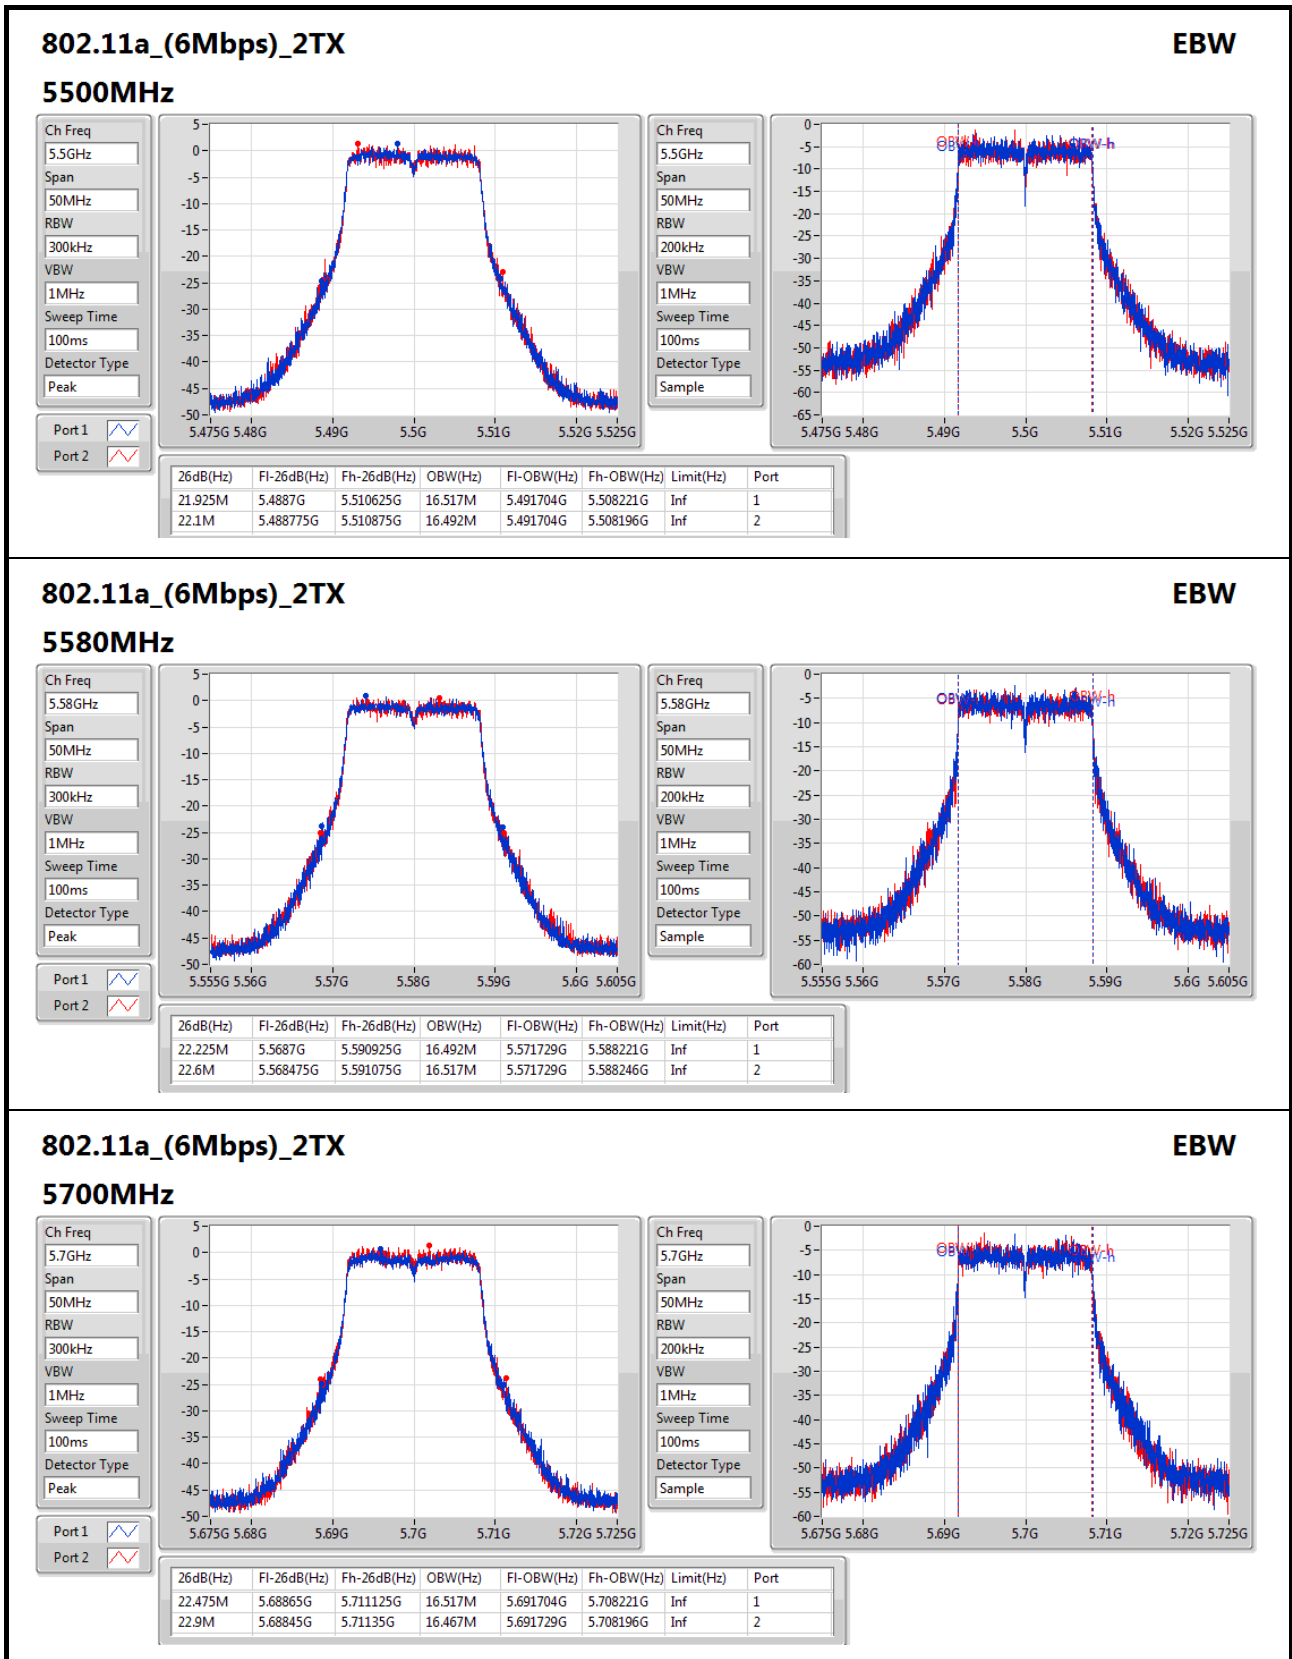 802.11a_(6Mbps)_2TX EBW
5500MHz
Ch Freq
5.5GHz
Span
50MHz
RBW
300kHz
VBW
1MHz
Sweep Time
100ms
Detector Type
Peak
Port 1
Port 2
5
0
-5
-10
-15
-20
-25
-30
-35
-40
-45
-50
5.475G 5.48G 5.49G 5.5G 5.51G 5.52G 5.525G
Ch Freq
5.5GHz
Span
50MHz
RBW
200kHz
VBW
1MHz
Sweep Time
100ms
Detector Type
Sample
0
-5
-10
-15
-20
-25
-30
-35
-40
-45
-50
-55
-60
-65
5.475G 5.48G 5.49G 5.5G 5.51G 5.52G 5.525G
26dB(Hz) Fl-26dB(Hz) Fh-26dB(Hz) OBW(Hz) Fl-OBW(Hz) Fh-OBW(Hz) Limit(Hz) Port
21.925M 5.4887G 5.510625G 16.517M 5.491704G 5.508221G Inf 1
22.1M 5.488775G 5.510875G 16.492M 5.491704G 5.508196G Inf 2
802.11a_(6Mbps)_2TX EBW
5580MHz
Ch Freq
5.58GHz
Span
50MHz
RBW
300kHz
VBW
1MHz
Sweep Time
100ms
Detector Type
Peak
Port 1
Port 2
5
0
-5
-10
-15
-20
-25
-30
-35
-40
-45
-50
5.555G 5.56G 5.57G 5.58G 5.59G 5.6G 5.605G
Ch Freq
5.58GHz
Span
50MHz
RBW
200kHz
VBW
1MHz
Sweep Time
100ms
Detector Type
Sample
0
-5
-10
-15
-20
-25
-30
-35
-40
-45
-50
-55
-60
5.555G 5.56G 5.57G 5.58G 5.59G 5.6G 5.605G
26dB(Hz) Fl-26dB(Hz) Fh-26dB(Hz) OBW(Hz) Fl-OBW(Hz) Fh-OBW(Hz) Limit(Hz) Port
22.225M 5.5687G 5.590925G 16.492M 5.571729G 5.588221G Inf 1
22.6M 5.568475G 5.591075G 16.517M 5.571729G 5.588246G Inf 2
802.11a_(6Mbps)_2TX EBW
5700MHz
Ch Freq
5.7GHz
Span
50MHz
RBW
300kHz
VBW
1MHz
Sweep Time
100ms
Detector Type
Peak
Port 1
Port 2
5
0
-5
-10
-15
-20
-25
-30
-35
-40
-45
-50
5.675G 5.68G 5.69G 5.7G 5.71G 5.72G 5.725G
Ch Freq
5.7GHz
Span
50MHz
RBW
200kHz
VBW
1MHz
Sweep Time
100ms
Detector Type
Sample
0
-5
-10
-15
-20
-25
-30
-35
-40
-45
-50
-55
-60
5.675G 5.68G 5.69G 5.7G 5.71G 5.72G 5.725G
26dB(Hz) Fl-26dB(Hz) Fh-26dB(Hz) OBW(Hz) Fl-OBW(Hz) Fh-OBW(Hz) Limit(Hz) Port
22.475M 5.68865G 5.711125G 16.517M 5.691704G 5.708221G Inf 1
22.9M 5.68845G 5.71135G 16.467M 5.691729G 5.708196G Inf 2